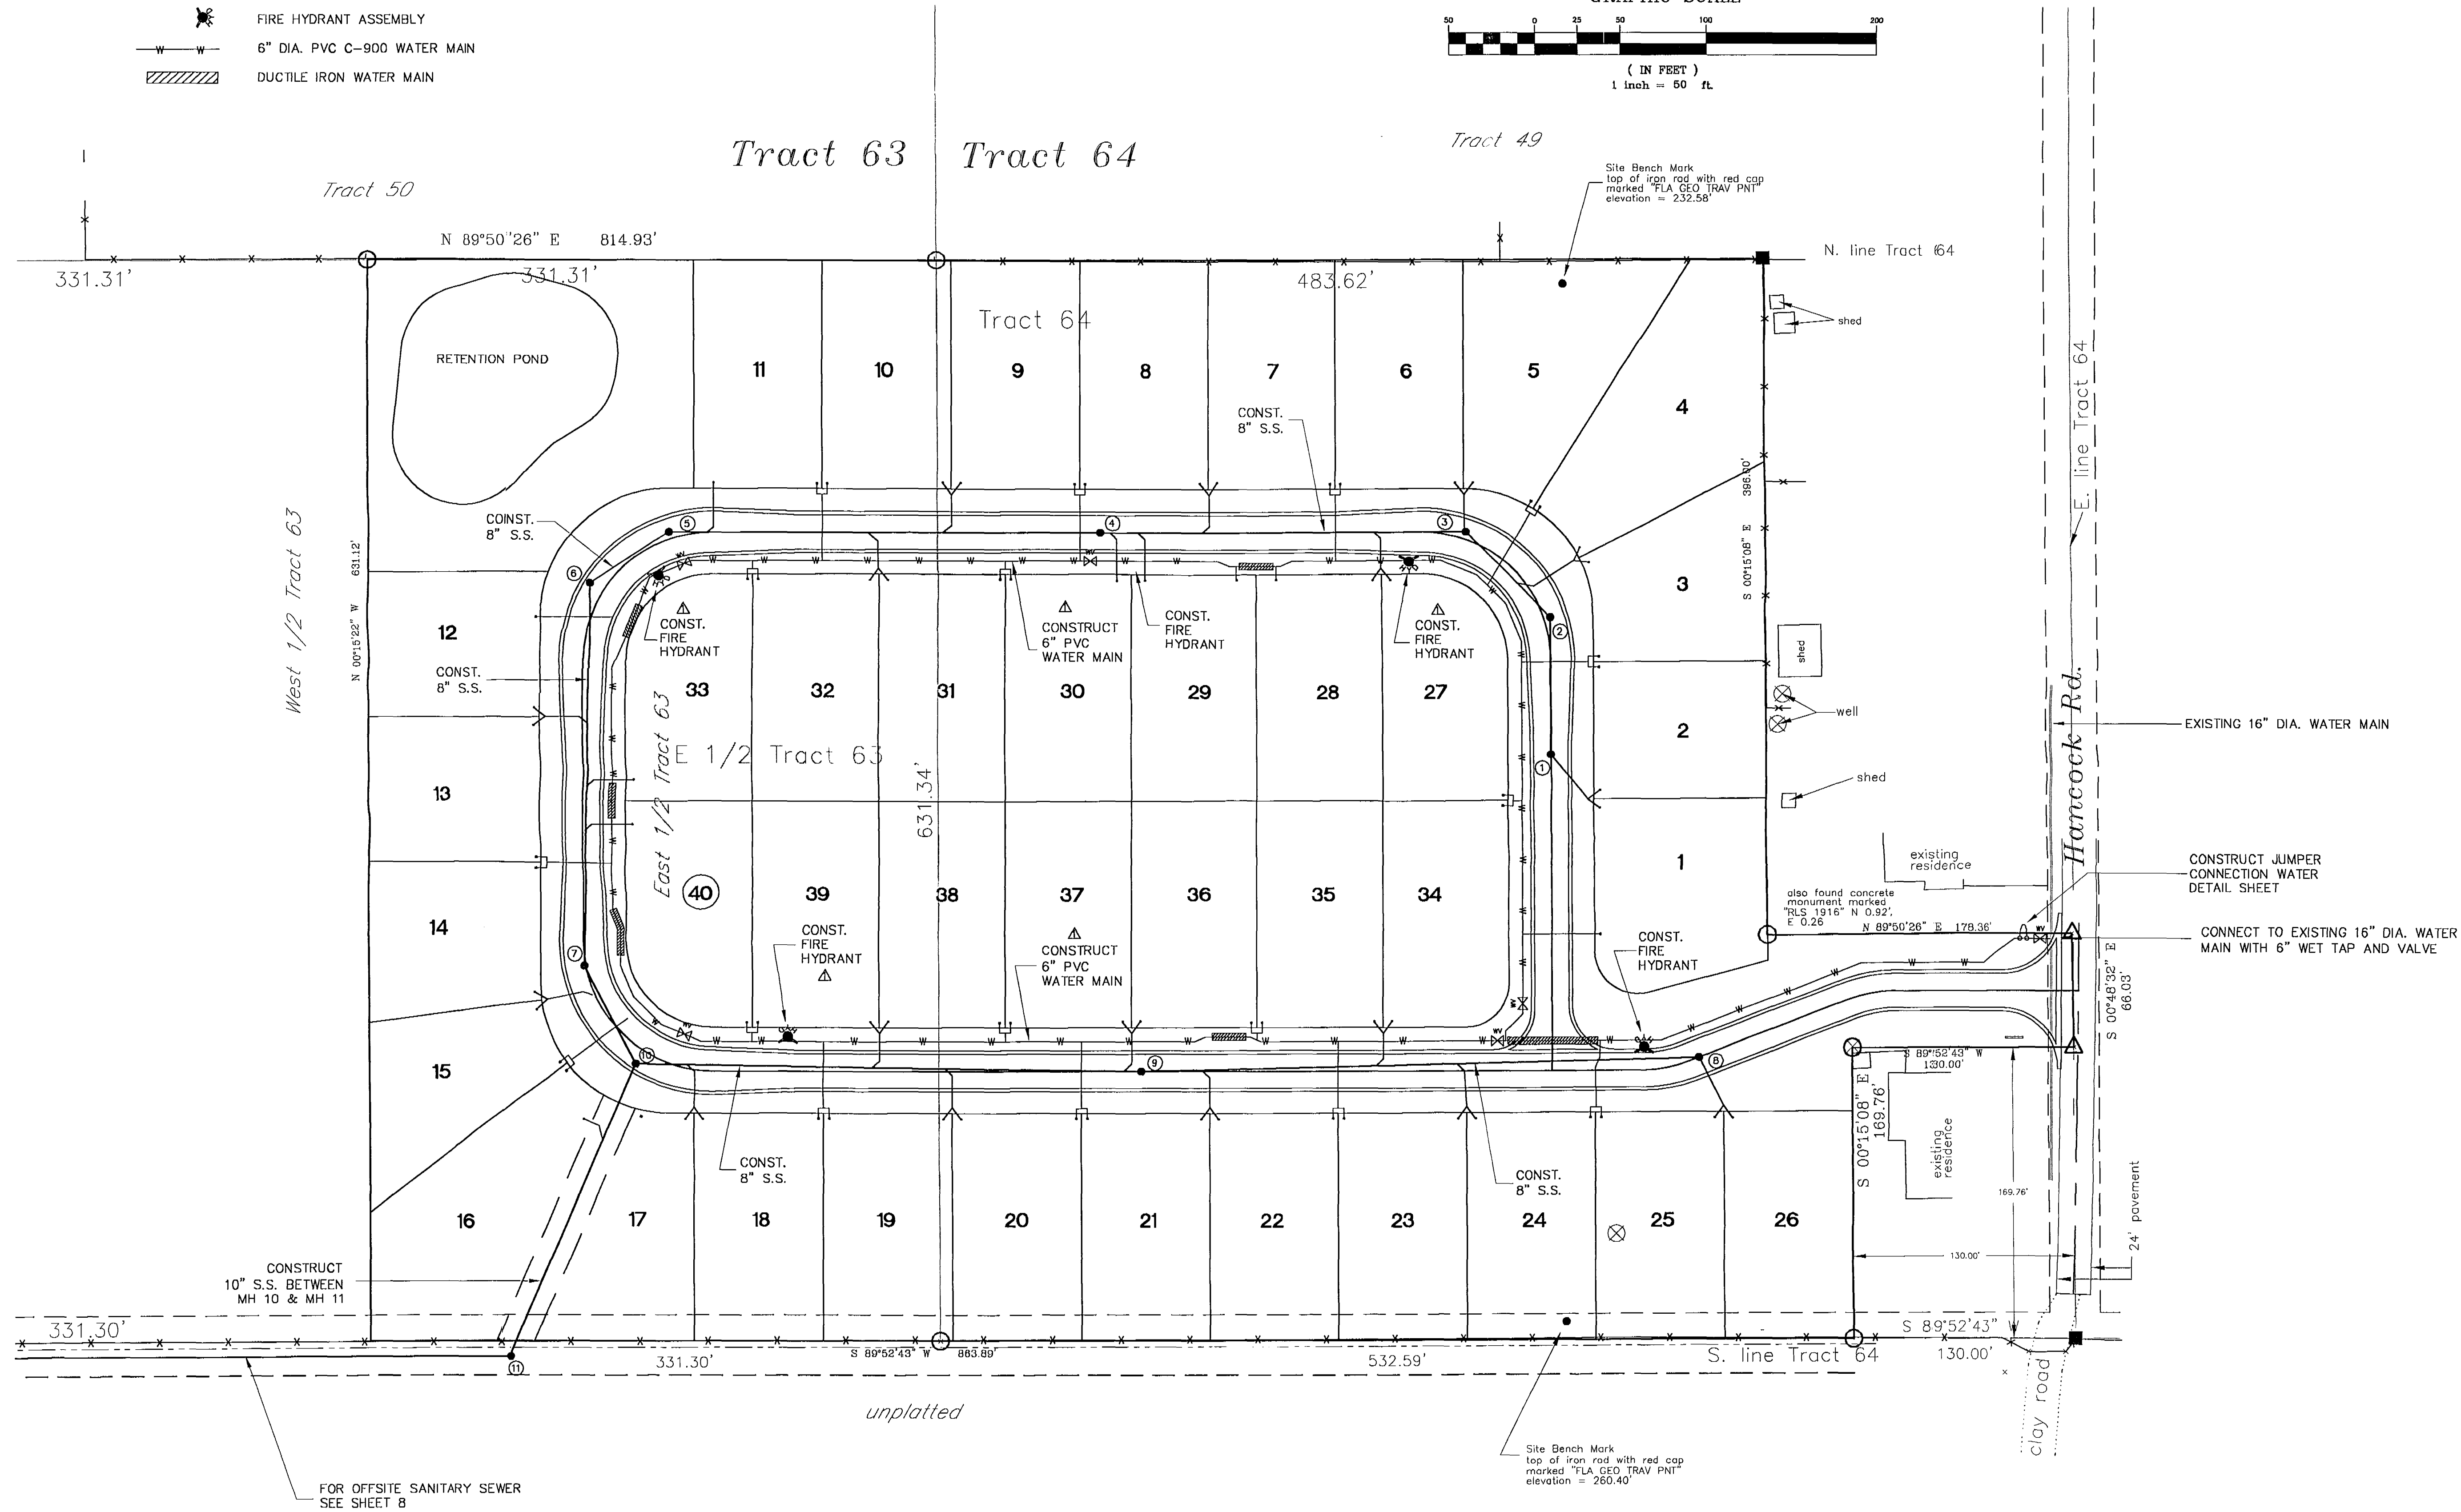 FIRE HYDRANT ASSEMBLY
6" DIA. PVC C-900 WATER MAIN
DUCTILE IRON WATER MAIN
50 0 25 50 100 200
( IN FEET )
1 inch = 50 ft.
Tract 63
Tract 64
Tract 49
Tract 50
Site Bench Mark
top of iron rod with red cap
marked "FLA GEO TRAV PNT"
elevation = 232.58'
N 89°50'26" E 814.93'
331.31'
331.31'
483.62'
N. line Tract 64
Tract 64
RETENTION POND
shed
11
10
9
8
7
6
5
4
CONST.
8" S.S.
E. line Tract 64
396.90'
S 00°15'08" E
COINST.
8" S.S.
5
4
3
6
2
West 1/2 Tract 63
N 00°15'22" W 631.12'
12
CONST.
8" S.S.
CONST.
FIRE
HYDRANT
CONSTRUCT
6" PVC
WATER MAIN
CONST.
FIRE
HYDRANT
CONST.
FIRE
HYDRANT
3
shed
33
32
31
30
29
28
27
well
2
Hancock Rd.
EXISTING 16" DIA. WATER MAIN
East 1/2 Tract 63
E 1/2 Tract 63
631.34'
1
shed
13
1
existing
residence
CONSTRUCT JUMPER
CONNECTION WATER
DETAIL SHEET
40
39
38
37
36
35
34
also found concrete
monument marked
"RLS 1916" N 0.92',
E 0.26
14
N 89°50'26" E 178.36'
CONNECT TO EXISTING 16" DIA. WATER
MAIN WITH 6" WET TAP AND VALVE
CONST.
FIRE
HYDRANT
CONSTRUCT
6" PVC
WATER MAIN
CONST.
FIRE
HYDRANT
7
S 00°48'32" E
66.03'
15
10
9
8
S 89°52'43" W
130.00'
S 00°15'08" E
169.76'
existing
residence
CONST.
8" S.S.
CONST.
8" S.S.
169.76'
24' pavement
16
17
18
19
20
21
22
23
24
25
26
130.00'
CONSTRUCT
10" S.S. BETWEEN
MH 10 & MH 11
331.30'
S 89°52'43" W
130.00'
11
331.30'
S 89°52'43" W 863.89'
532.59'
S. line Tract 64
clay road
unplatted
Site Bench Mark
top of iron rod with red cap
marked "FLA GEO TRAV PNT"
elevation = 260.40'
FOR OFFSITE SANITARY SEWER
SEE SHEET 8